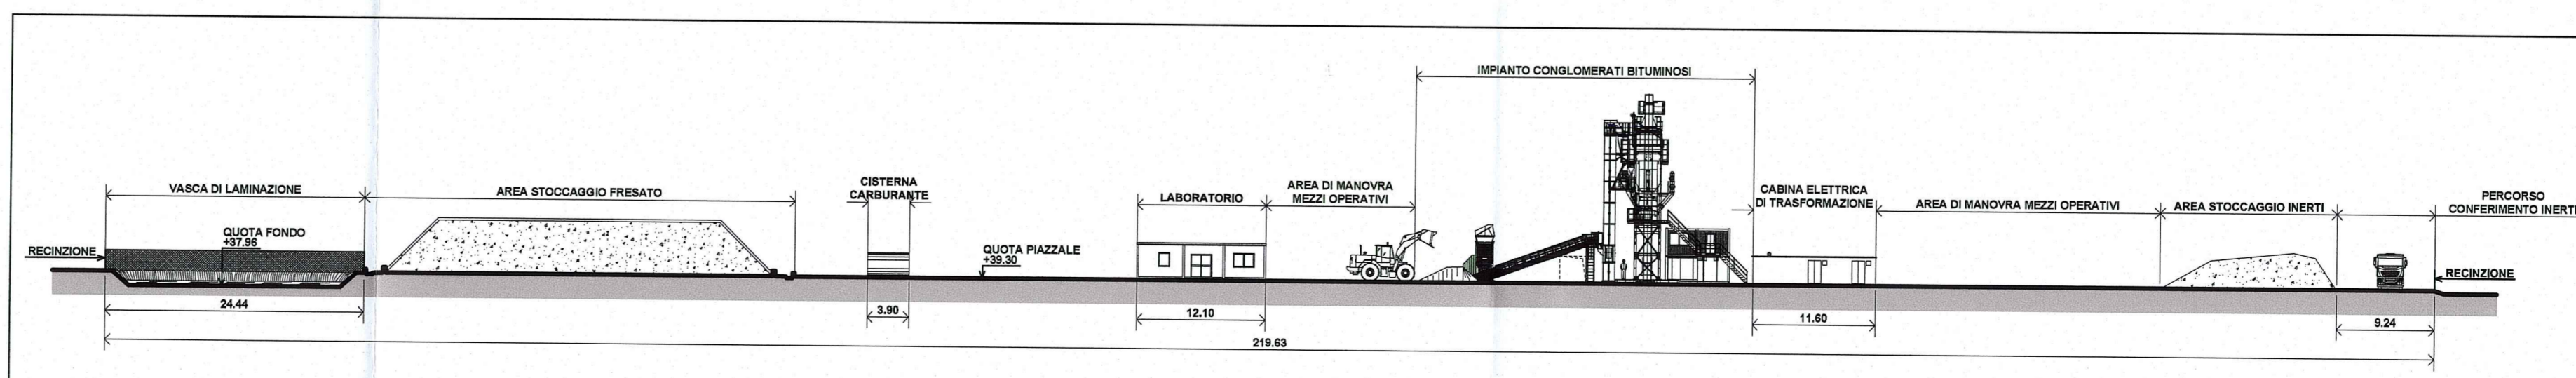 IMPIANTO CONGLOMERATI BITUMINOSI
VASCA DI LAMINAZIONE
AREA STOCCAGGIO FRESATO
CISTERNA
CARBURANTE
LABORATORIO
AREA DI MANOVRA
MEZZI OPERATIVI
CABINA ELETTRICA
DI TRASFORMAZIONE
AREA DI MANOVRA MEZZI OPERATIVI
AREA STOCCAGGIO INERTI
PERCORSO
CONFERIMENTO INERTI
RECINZIONE
QUOTA FONDO
+37.96
QUOTA PIAZZALE
+39.30
RECINZIONE
24.44
3.90
12.10
11.60
9.24
219.63